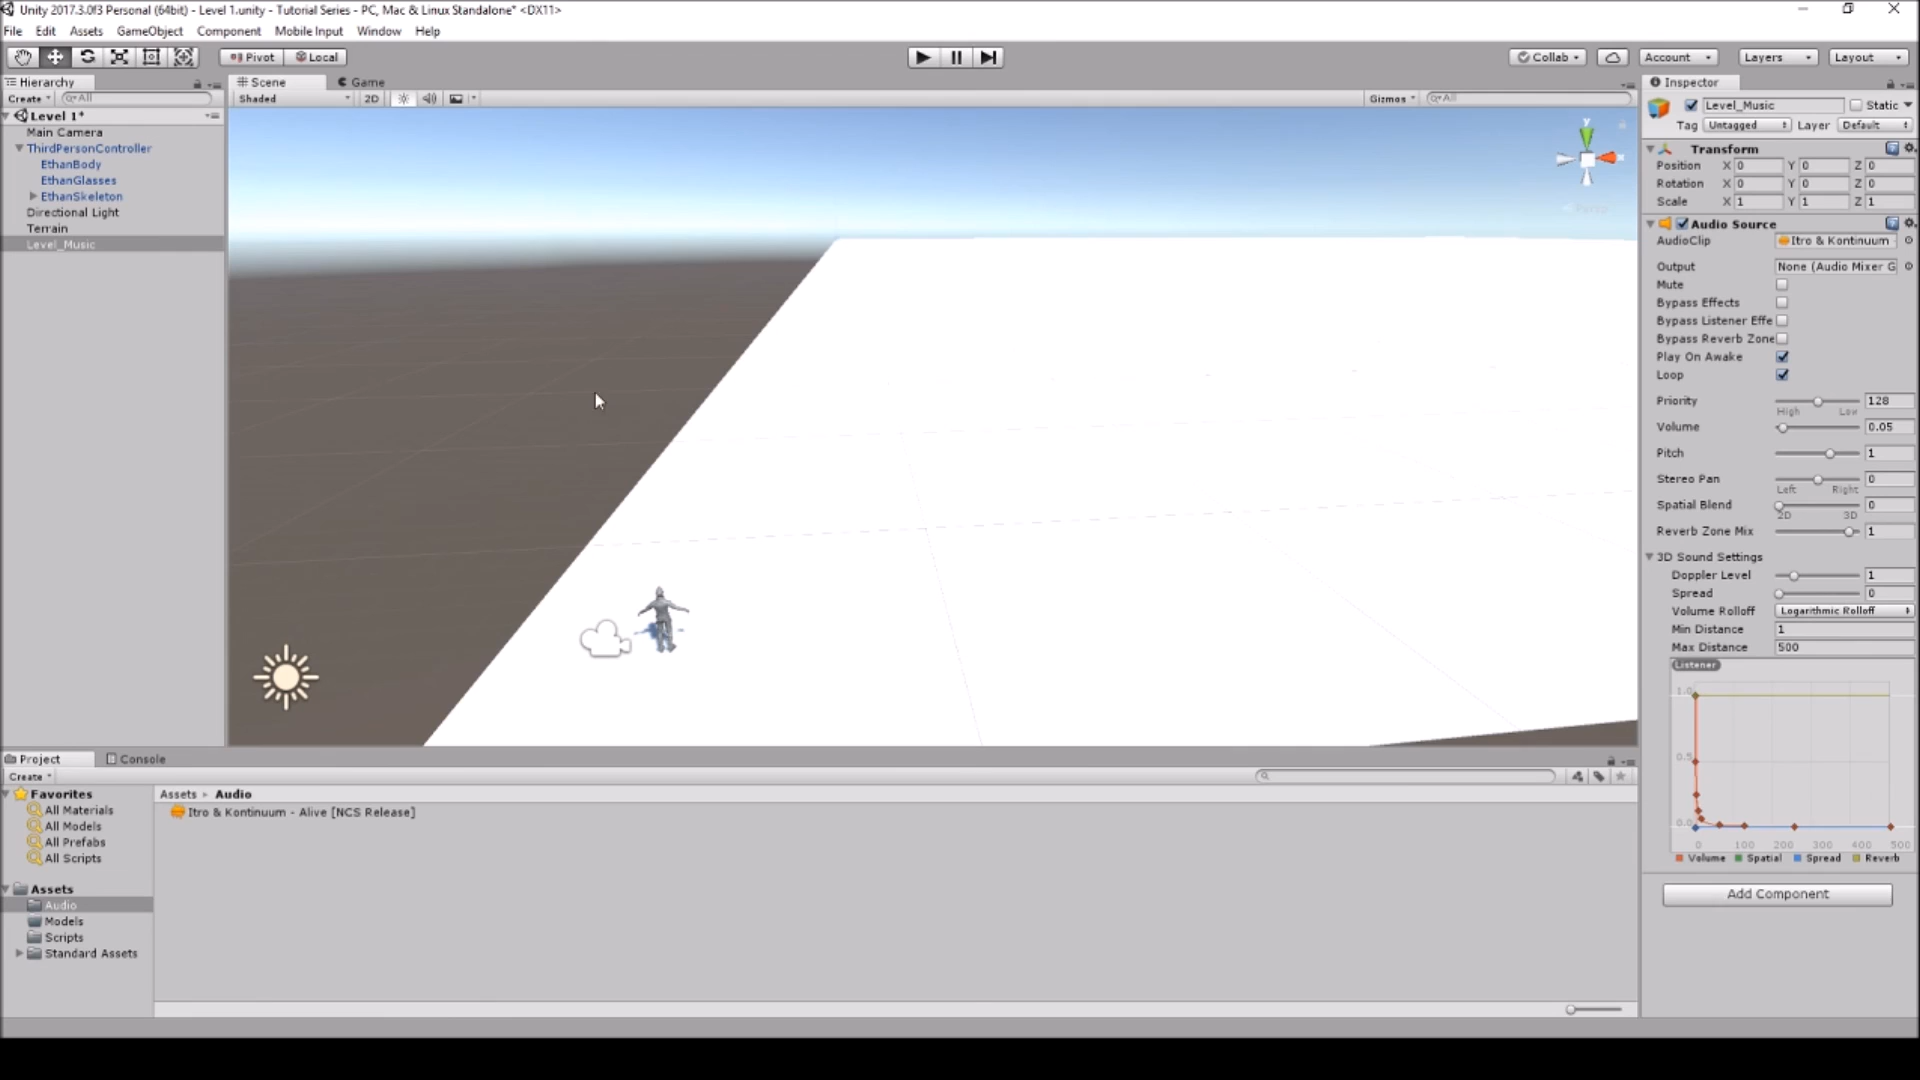 Unity 2017.3.0f3 Personal (64bit) - Level 1.unity - Tutorial Series - PC, Mac & Linux Standalone* <DX11>
File Edit Assets GameObject Component Mobile Input Window Help
Pivot Local Collab Account Layers Layout
Hierarchy
Create All
Level 1*
Main Camera
ThirdPersonController
EthanBody
EthanGlasses
EthanSkeleton
Directional Light
Terrain
Level_Music
Scene Game
Shaded 2D Gizmos All
y
Inspector
Level_Music Static
Tag Untagged Layer Default
Transform
Position X 0 Y 0 Z 0
Rotation X 0 Y 0 Z 0
Scale X 1 Y 1 Z 1
Audio Source
AudioClip Itro & Kontinuum
Output None (Audio Mixer G
Mute
Bypass Effects
Bypass Listener Effe
Bypass Reverb Zone
Play On Awake
Loop
Priority 128
High Low
Volume 0.05
Pitch 1
Stereo Pan 0
Left Right
Spatial Blend 0
2D 3D
Reverb Zone Mix 1
3D Sound Settings
Doppler Level 1
Spread 0
Volume Rolloff Logarithmic Rolloff
Min Distance 1
Max Distance 500
Listener
1.0
0.5
0.0
0 100 200 300 400 500
Volume Spatial Spread Reverb
Add Component
Project Console
Create
Favorites
All Materials
All Models
All Prefabs
All Scripts
Assets
Audio
Models
Scripts
Standard Assets
Assets Audio
Itro & Kontinuum - Alive [NCS Release]